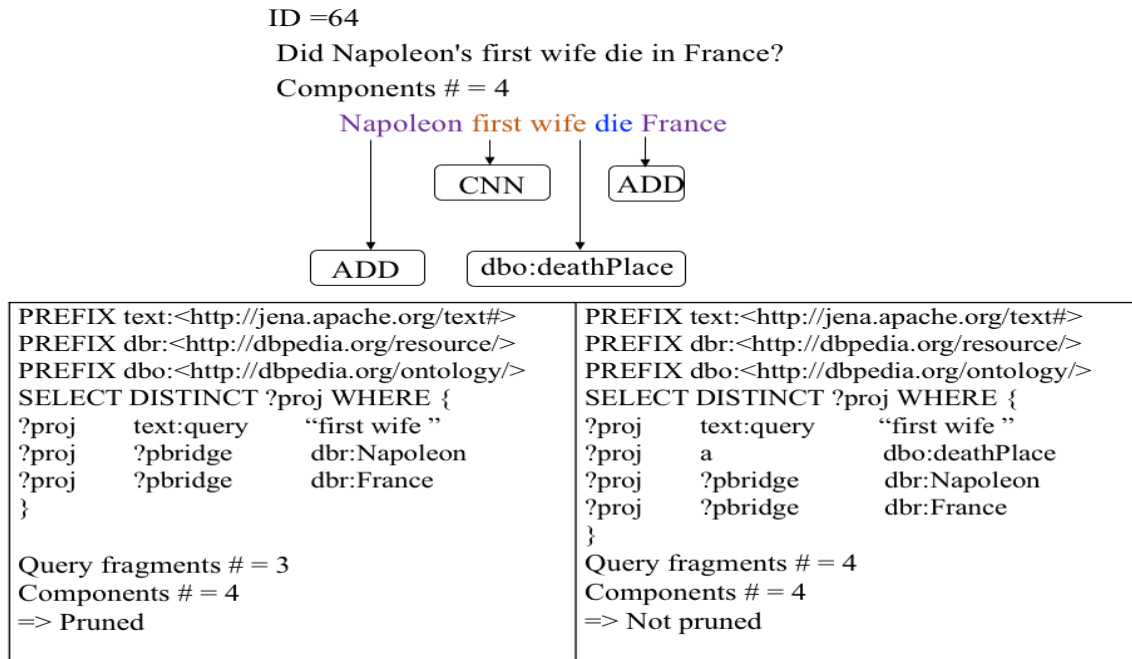 ID =64
Did Napoleon's first wife die in France?
Components # = 4
Napoleon first wife die France
CNN
ADD
ADD
dbo:deathPlace
PREFIX text:<http://jena.apache.org/text#>
PREFIX dbr:<http://dbpedia.org/resource/>
PREFIX dbo:<http://dbpedia.org/ontology/>
SELECT DISTINCT ?proj WHERE {
?proj text:query “first wife ”
?proj ?pbridge dbr:Napoleon
?proj ?pbridge dbr:France
}
Query fragments # = 3
Components # = 4
=> Pruned
PREFIX text:<http://jena.apache.org/text#>
PREFIX dbr:<http://dbpedia.org/resource/>
PREFIX dbo:<http://dbpedia.org/ontology/>
SELECT DISTINCT ?proj WHERE {
?proj text:query “first wife ”
?proj a dbo:deathPlace
?proj ?pbridge dbr:Napoleon
?proj ?pbridge dbr:France
}
Query fragments # = 4
Components # = 4
=> Not pruned